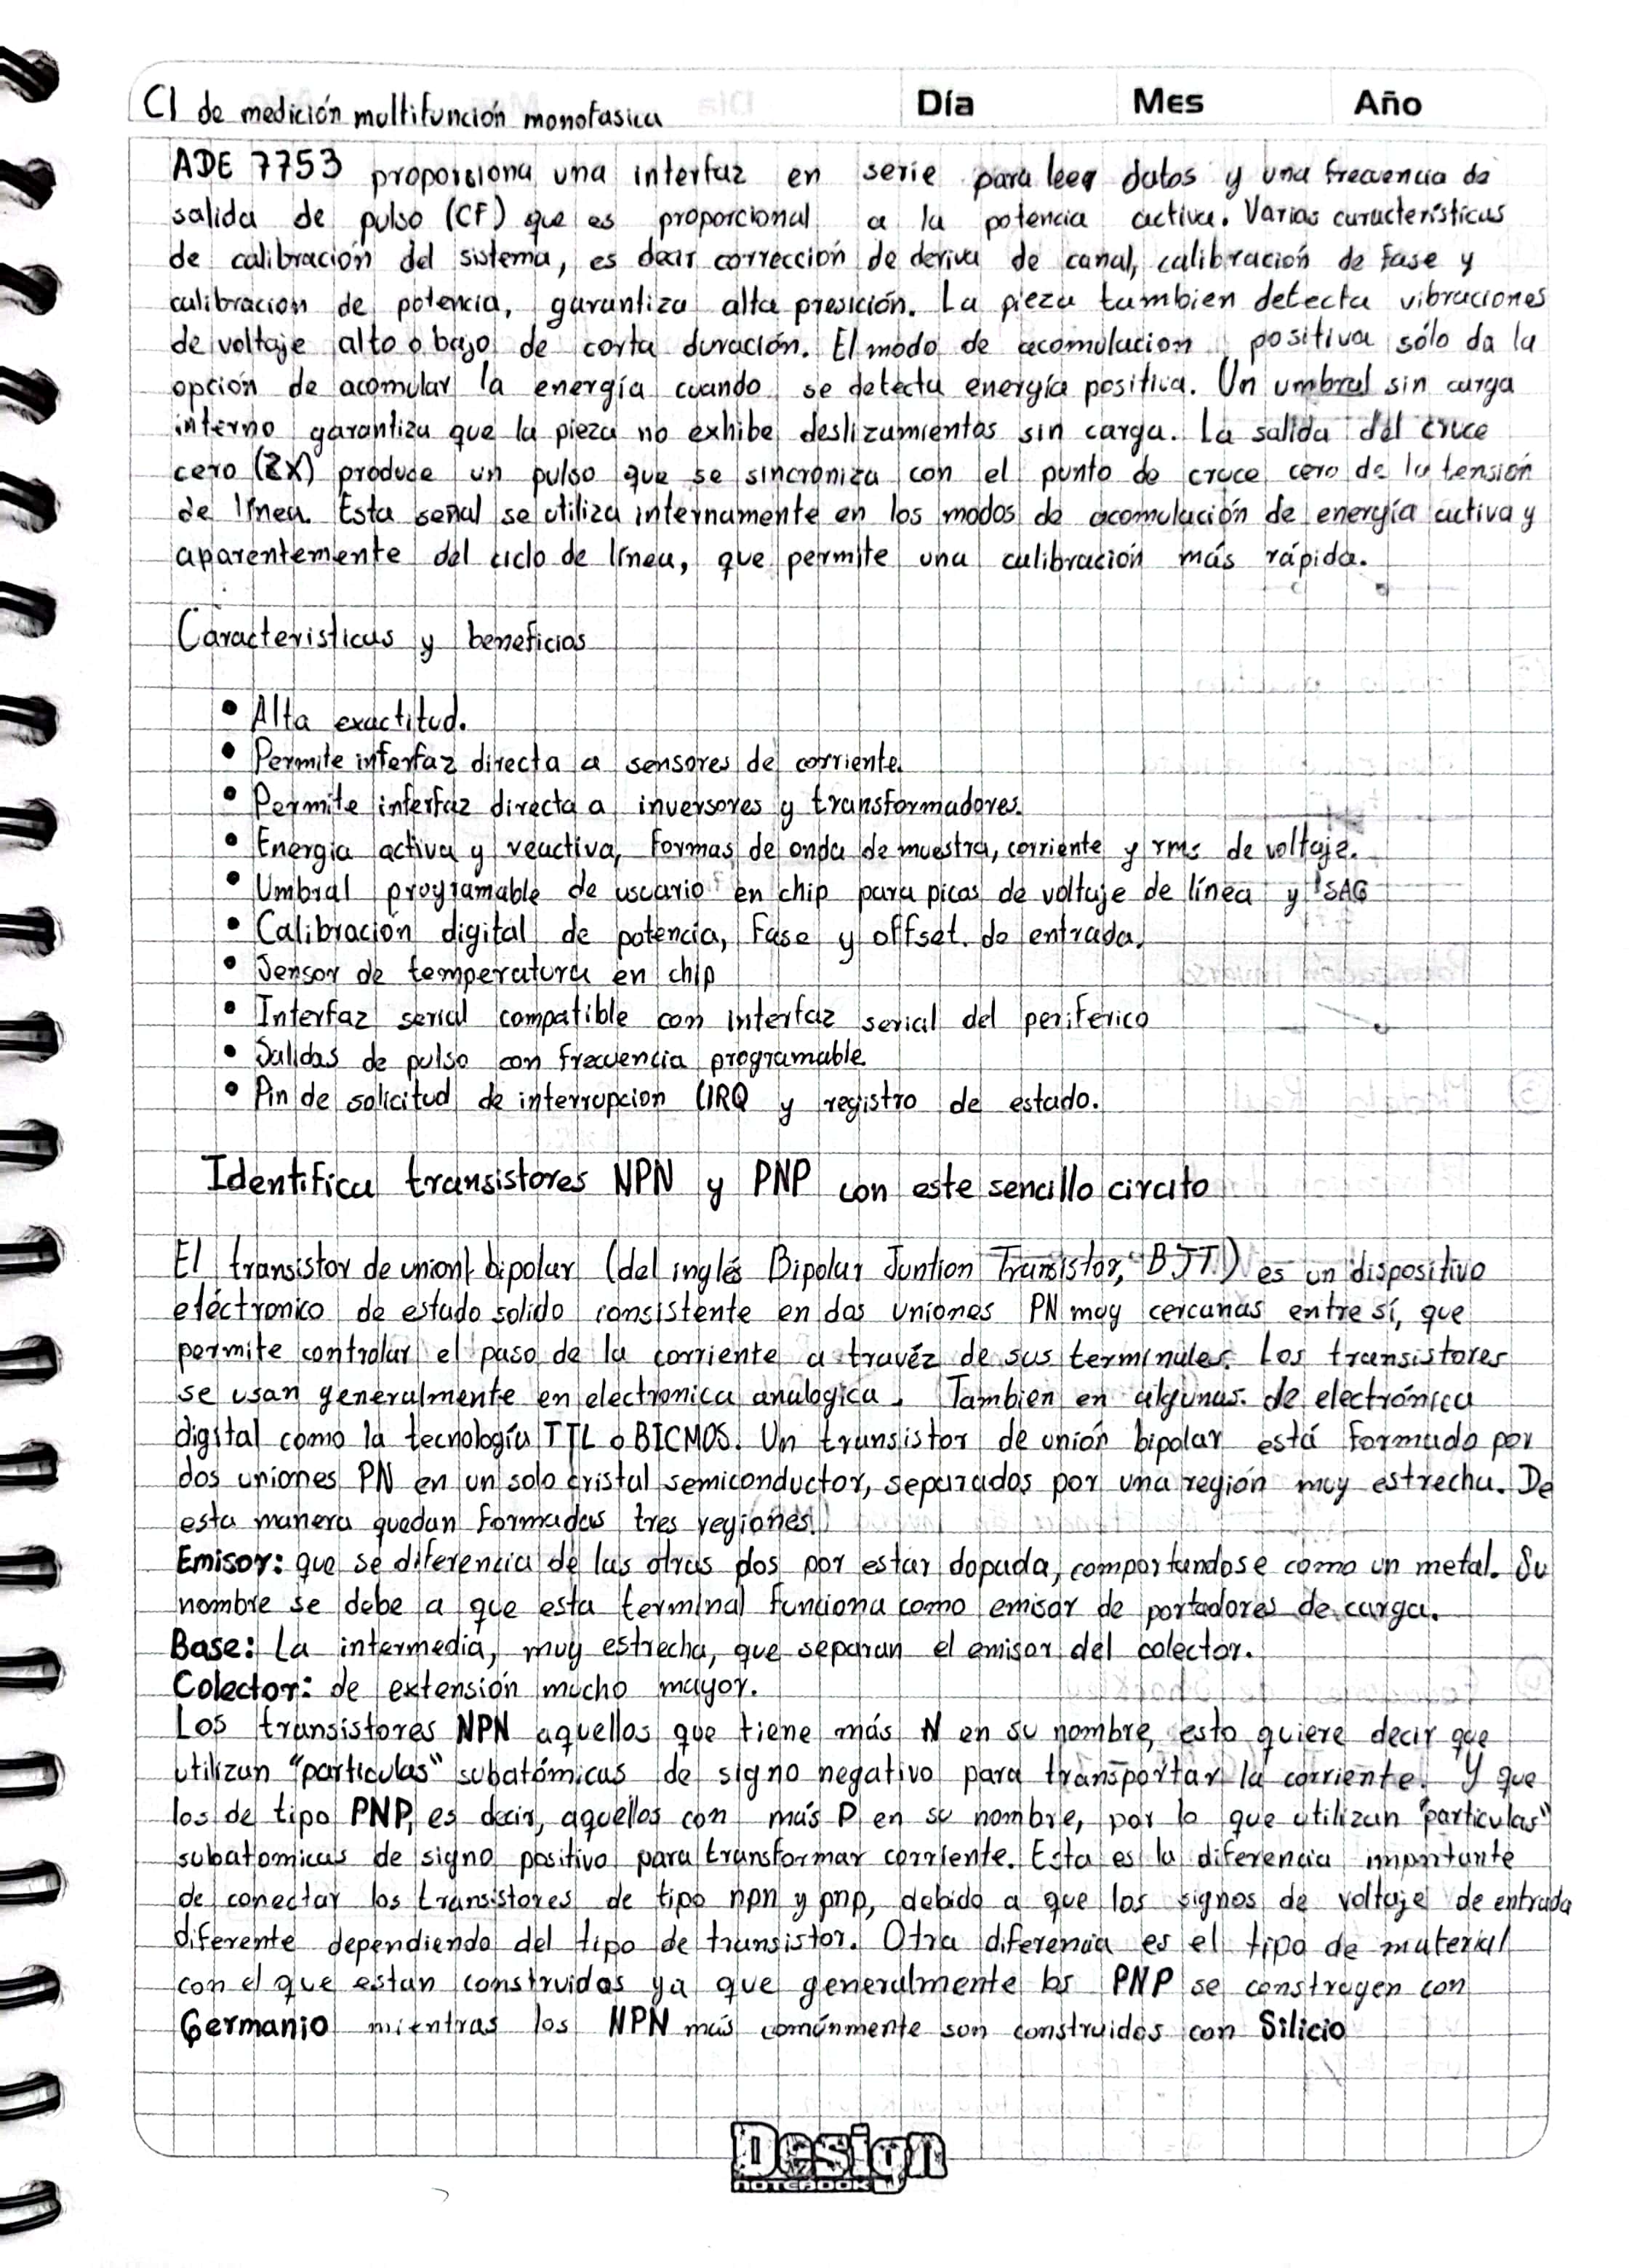 CI de medición multifunción monofasica
Día Mes Año
ADE 7753 proporsiona una interfaz en serie para leer datos y una frecuencia de
salida de pulso (CF) que es proporcional a la potencia activa. Varias características
de calibración del sistema, es decir corrección de deriva de canal, calibración de fase y
calibracion de potencia, garantiza alta presición. La pieza tambien detecta vibraciones
de voltaje alto o bajo de corta duración. El modo de acomulacion positiva sólo da la
opción de acomular la energía cuando se detecta energía positiva. Un umbral sin carga
interno garantiza que la pieza no exhibe deslizamientos sin carga. La salida del cruce
cero (ZX) produce un pulso que se sincroniza con el punto de cruce cero de la tensión
de línea. Esta señal se utiliza internamente en los modos de acomulación de energía activa y
aparentemente del ciclo de línea, que permite una calibración más rápida.
Caracteristicas y beneficios
• Alta exactitud.
• Permite interfaz directa a sensores de corriente.
• Permite interfaz directa a inversores y transformadores.
• Energia activa y reactiva, formas de onda de muestra, corriente y rms de voltaje.
• Umbral programable de usuario en chip para picas de voltaje de línea y SAG
• Calibración digital de potencia, Fase y offset. de entrada.
• Sensor de temperatura en chip
• Interfaz serial compatible con interfaz serial del periferico
• Salidas de pulso con frecuencia programable
• Pin de solicitud de interrupcion (IRQ y registro de estado.
Identifica transistores NPN y PNP con este sencillo circito
El transistor de union bipolar (del inglés Bipolar Juntion Transistor, "BJT") es un dispositivo
eléctronico de estado solido consistente en dos uniones PN muy cercanas entre sí, que
permite controlar el paso de la corriente a travéz de sus terminales. Los transistores
se usan generalmente en electronica analogica. Tambien en algunas. de electrónica
digital como la tecnología TTL o BICMOS. Un transistor de unión bipolar está formado por
dos uniones PN en un solo cristal semiconductor, separados por una región muy estrecha. De
esta manera quedan formadas tres regiones:
Emisor: que se diferencia de las otras dos por estar dopada, comportandose como un metal. Su
nombre se debe a que esta terminal funciona como emisor de portadores de carga.
Base: La intermedia, muy estrecha, que separan el emisor del colector.
Colector: de extensión mucho mayor.
Los transistores NPN aquellos que tiene más N en su nombre, esto quiere decir que
utilizan "particulas" subatómicas de signo negativo para transportar la corriente. Y que
los de tipo PNP, es decir, aquellos con más P en su nombre, por lo que utilizan "particulas"
subatomicas de signo positivo para transformar corriente. Esta es la diferencia importante
de conectar los transistores de tipo npn y pnp, debido a que los signos de voltaje de entrada
diferente dependiendo del tipo de transistor. Otra diferencia es el tipo de material
con el que estan construidos ya que generalmente los PNP se construyen con
Germanio mientras los NPN más comúnmente son construidos con Silicio
Design
NOTEBOOK